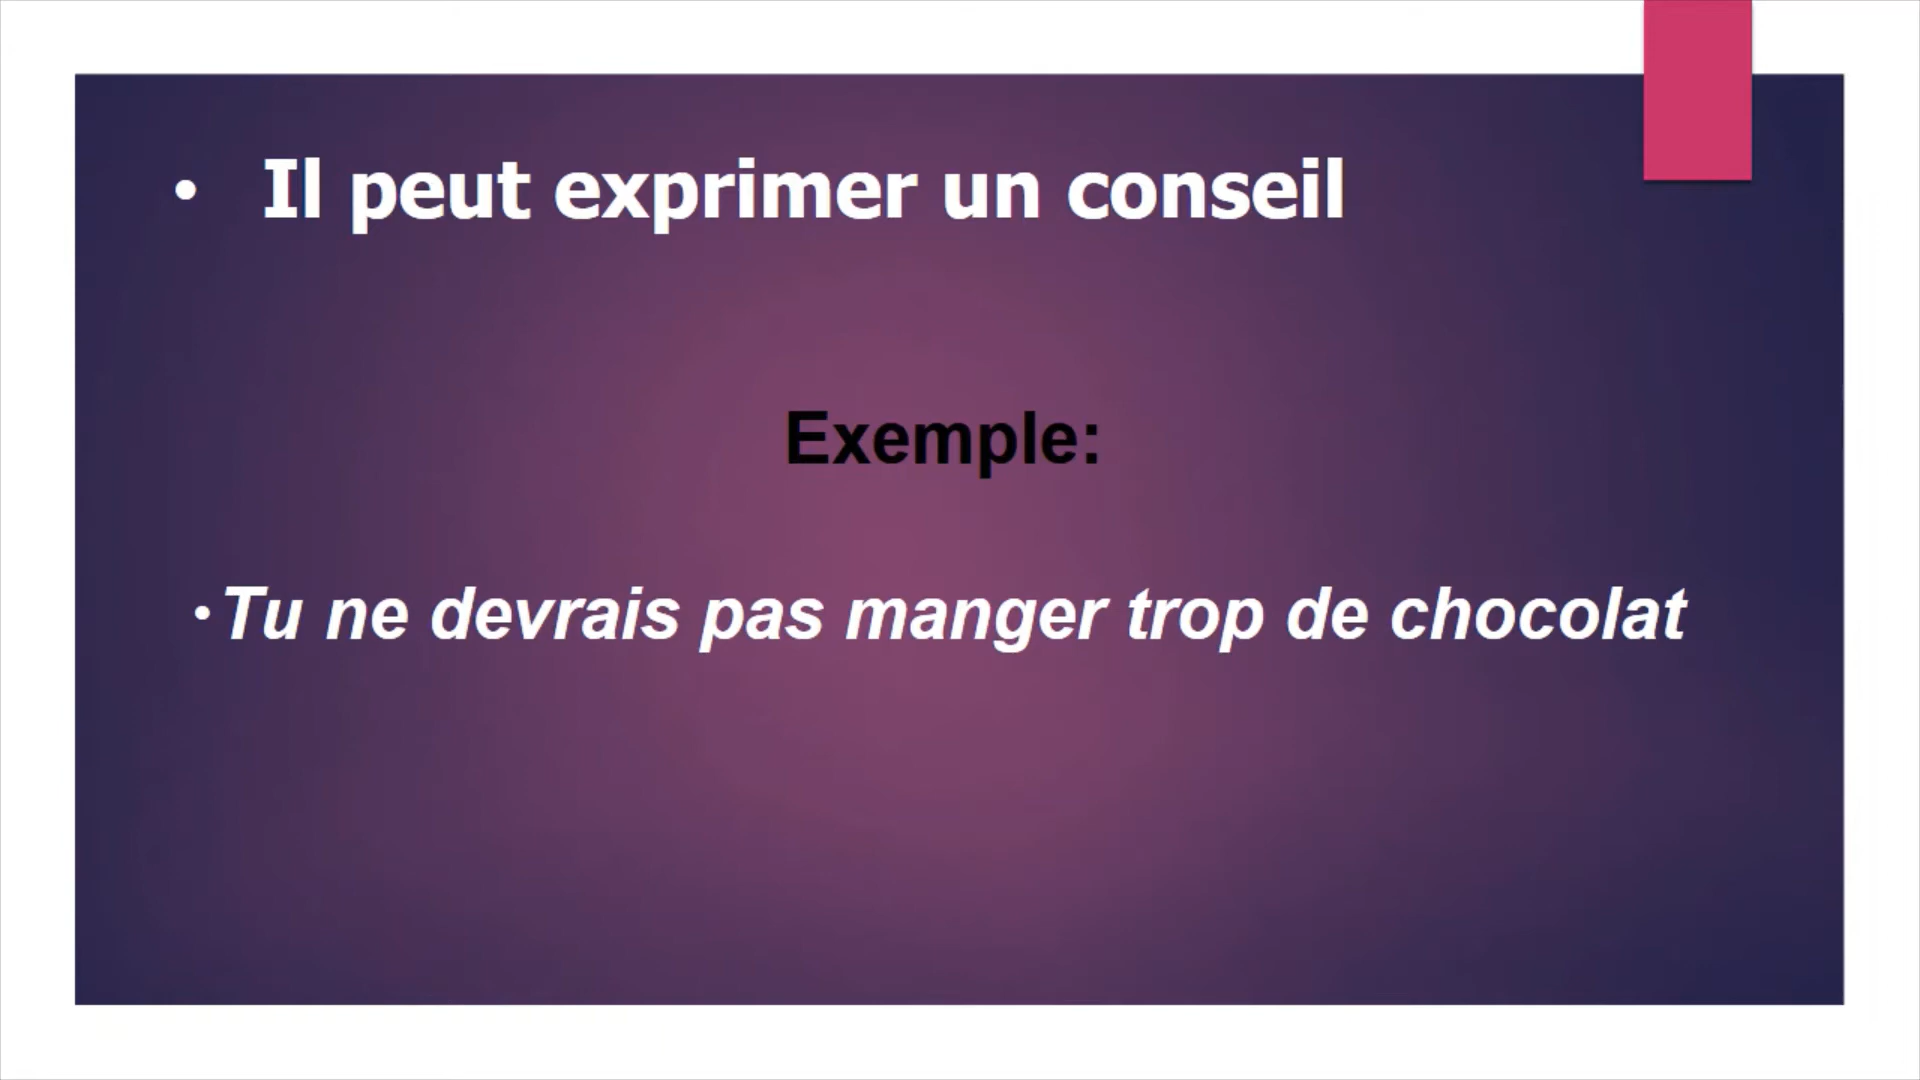 • Il peut exprimer un conseil
Exemple:
• Tu ne devrais pas manger trop de chocolat